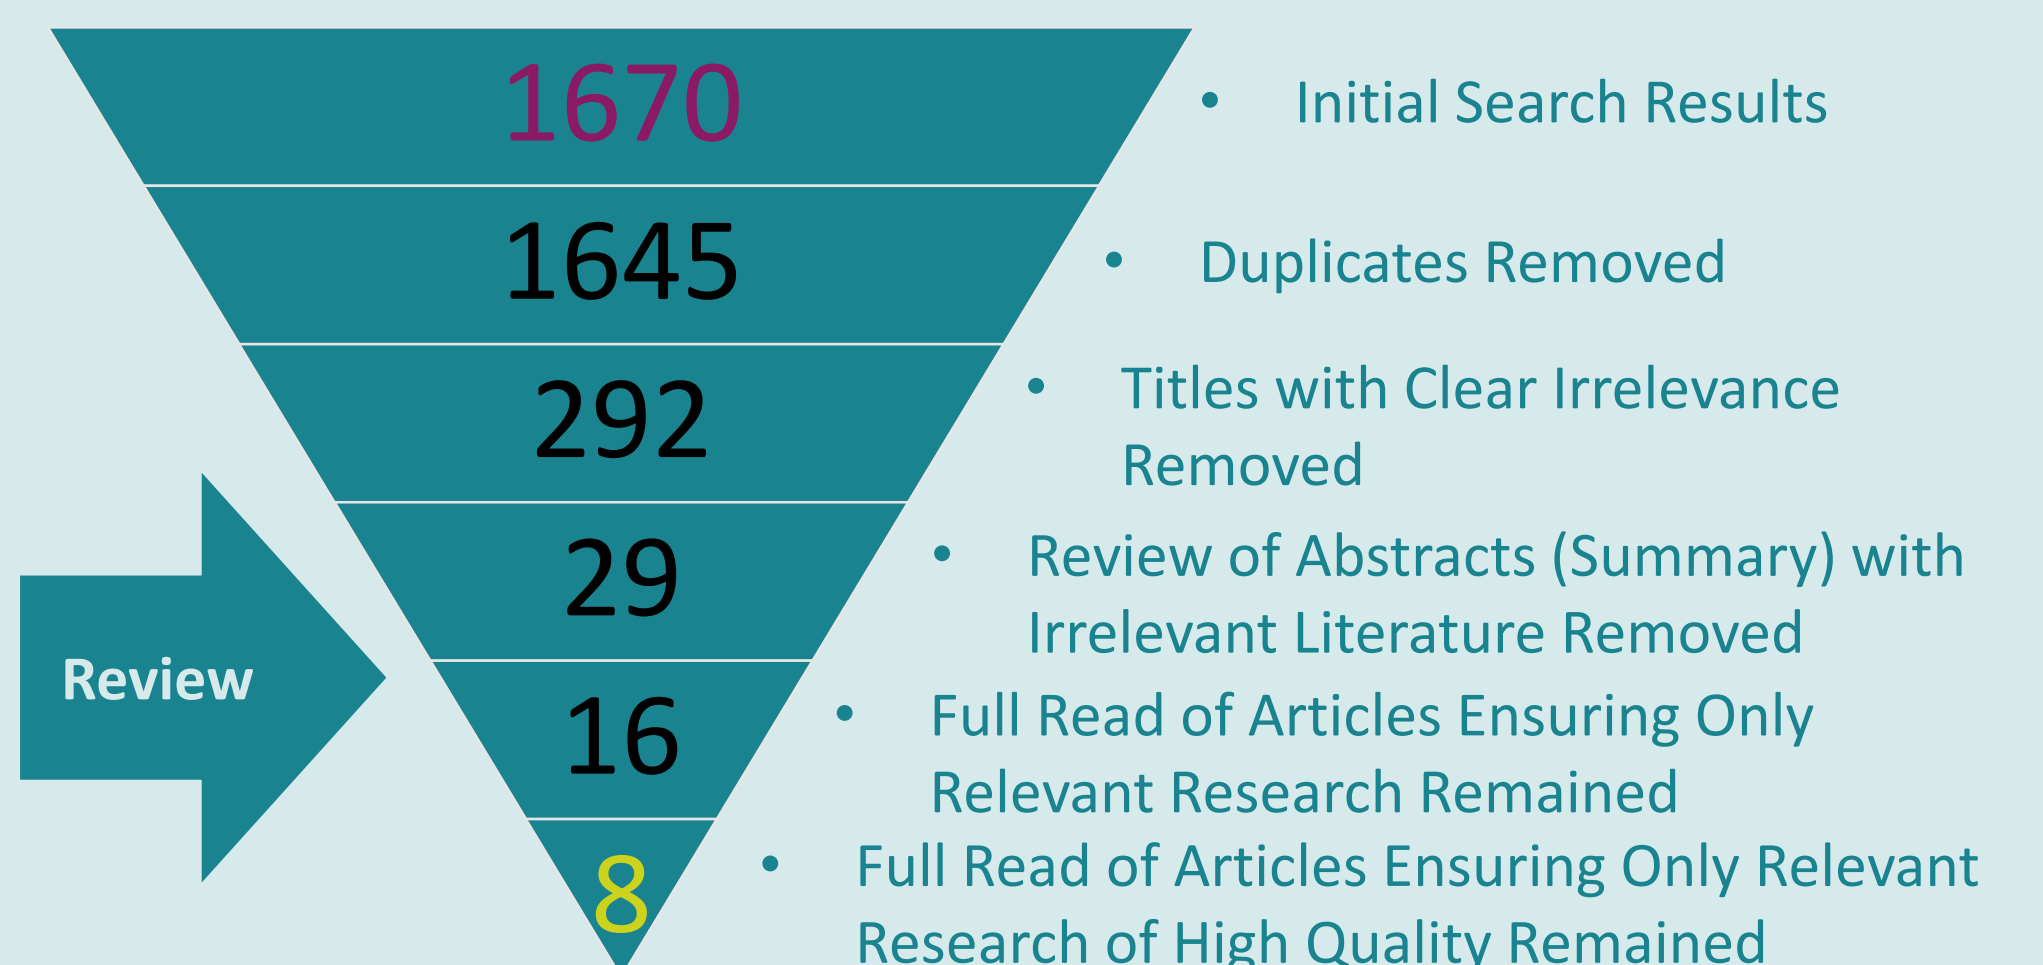 1670
• Initial Search Results
1645
• Duplicates Removed
292
• Titles with Clear Irrelevance
Removed
29
• Review of Abstracts (Summary) with
Irrelevant Literature Removed
Review
16
• Full Read of Articles Ensuring Only
Relevant Research Remained
8
• Full Read of Articles Ensuring Only Relevant
Research of High Quality Remained